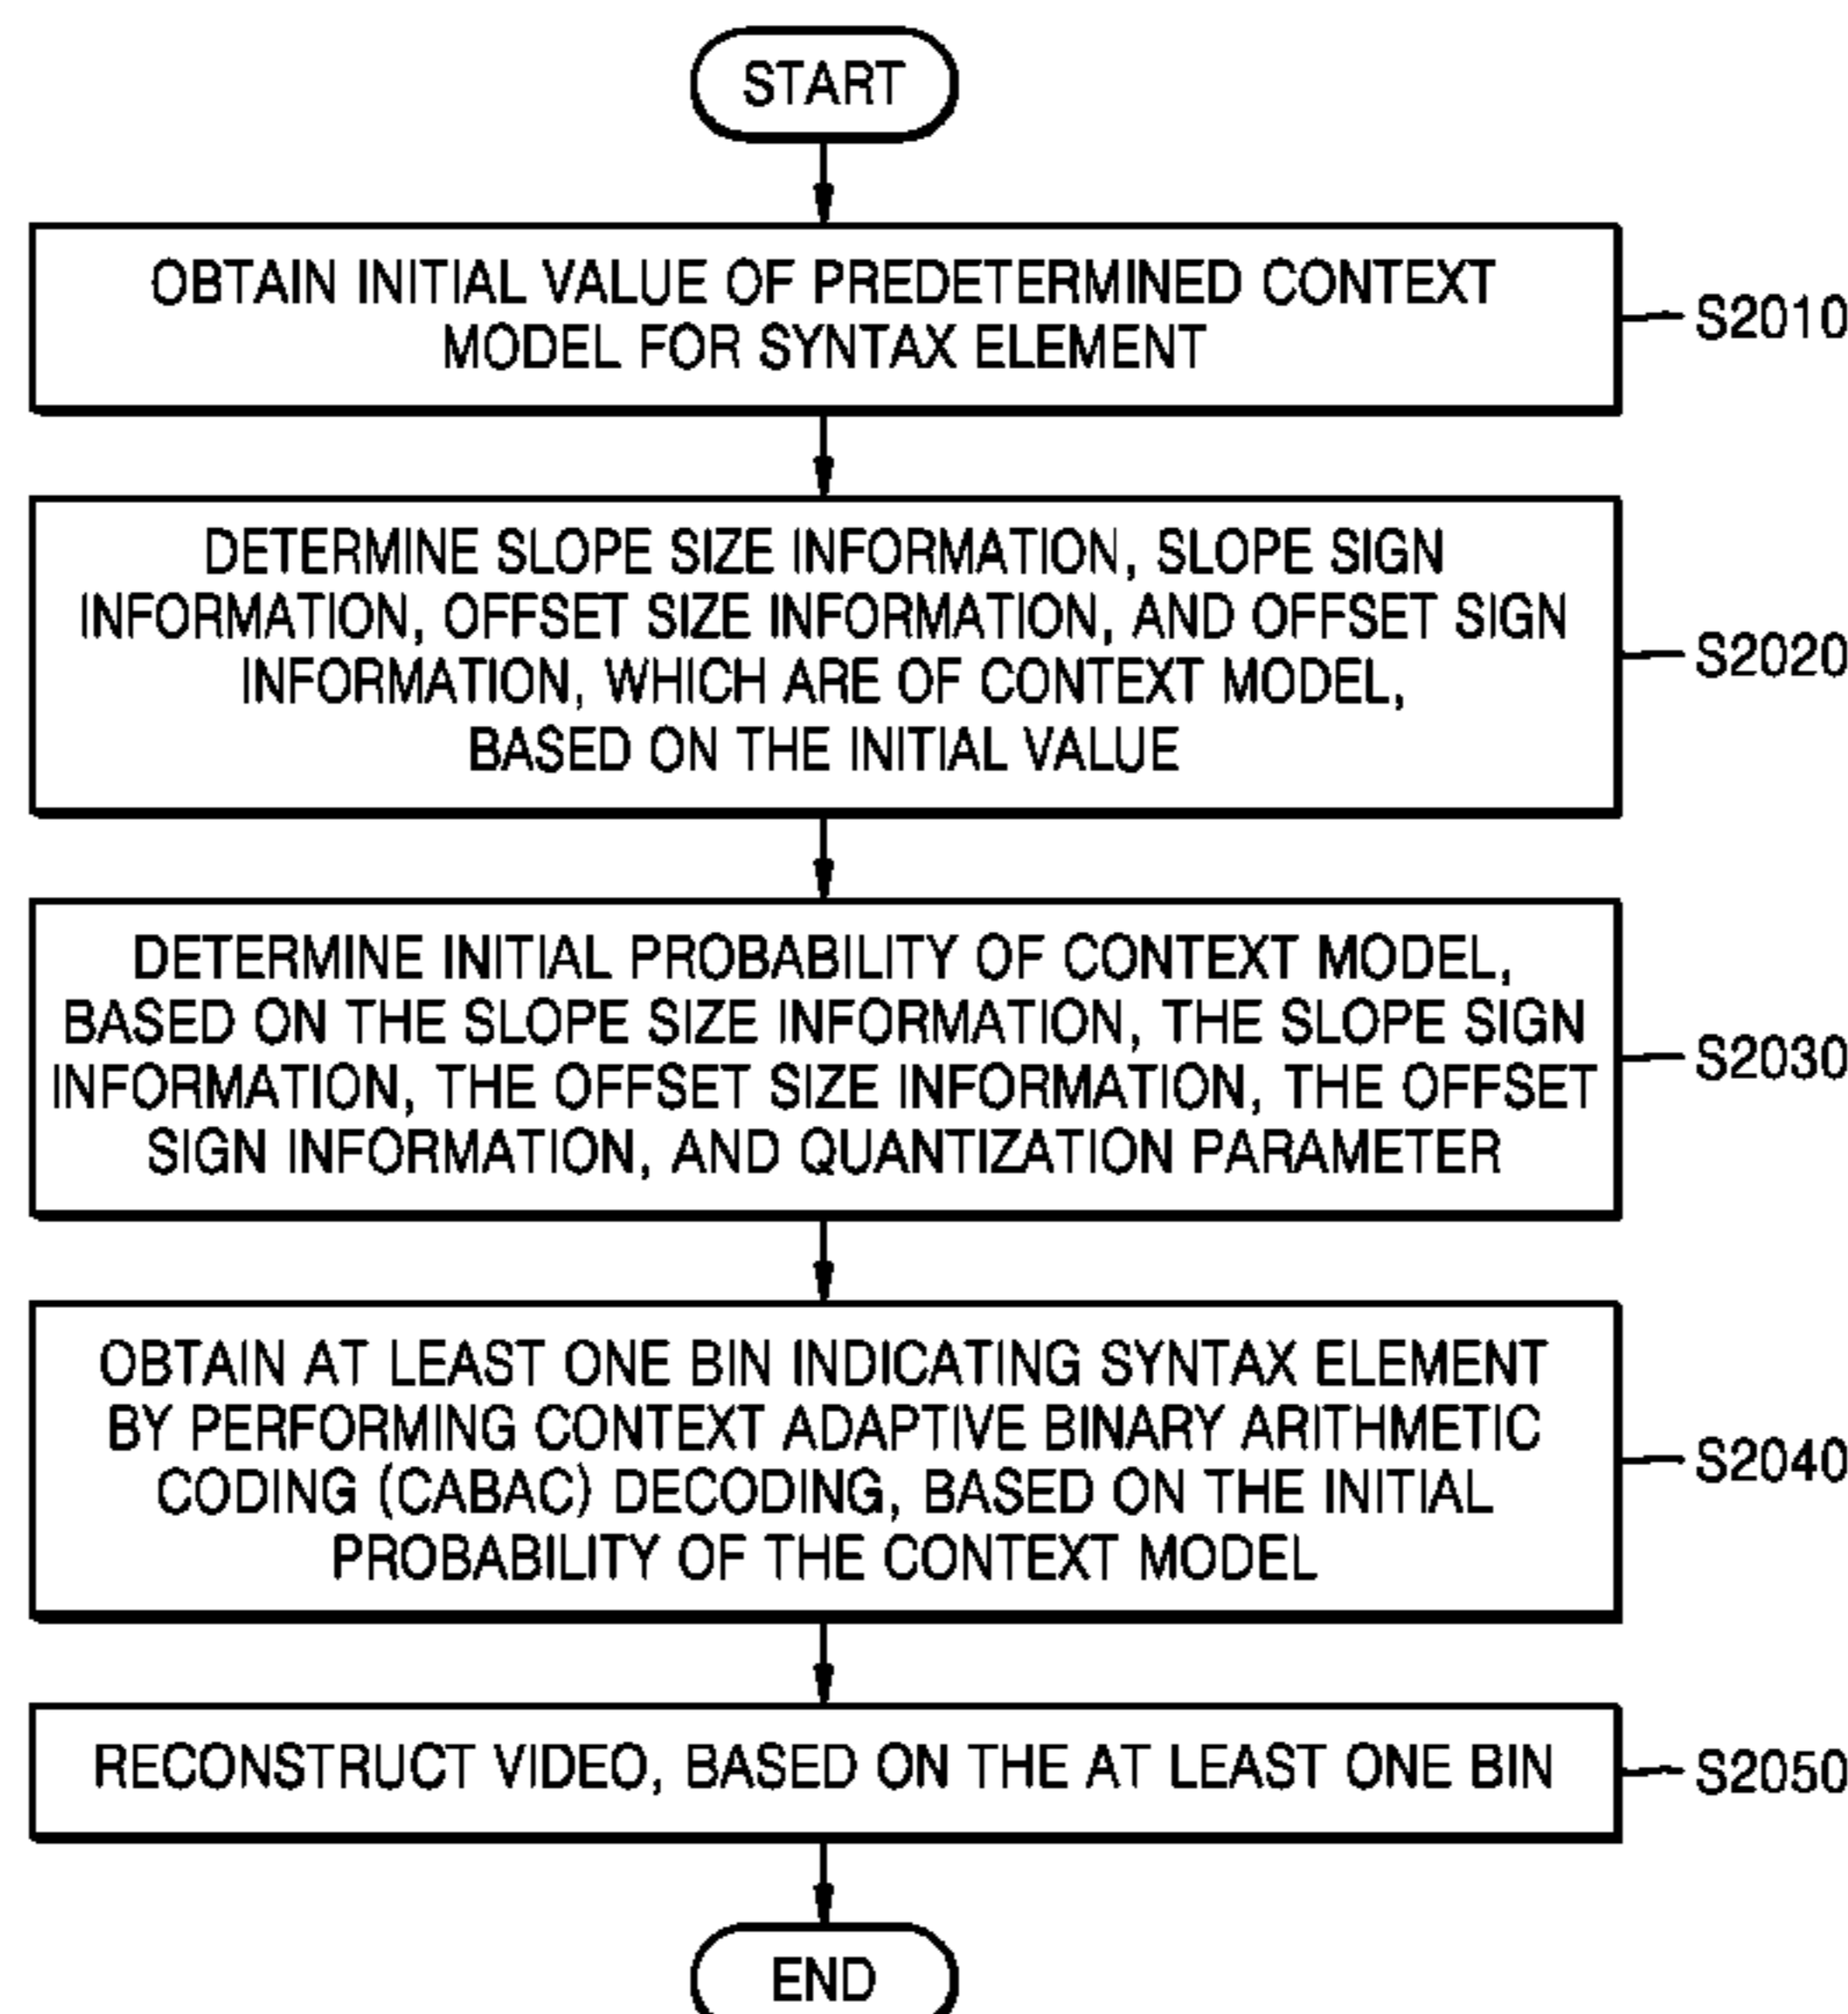 START
OBTAIN INITIAL VALUE OF PREDETERMINED CONTEXT
MODEL FOR SYNTAX ELEMENT
S2010
DETERMINE SLOPE SIZE INFORMATION, SLOPE SIGN
INFORMATION, OFFSET SIZE INFORMATION, AND OFFSET SIGN
INFORMATION, WHICH ARE OF CONTEXT MODEL,
BASED ON THE INITIAL VALUE
S2020
DETERMINE INITIAL PROBABILITY OF CONTEXT MODEL,
BASED ON THE SLOPE SIZE INFORMATION, THE SLOPE SIGN
INFORMATION, THE OFFSET SIZE INFORMATION, THE OFFSET
SIGN INFORMATION, AND QUANTIZATION PARAMETER
S2030
OBTAIN AT LEAST ONE BIN INDICATING SYNTAX ELEMENT
BY PERFORMING CONTEXT ADAPTIVE BINARY ARITHMETIC
CODING (CABAC) DECODING, BASED ON THE INITIAL
PROBABILITY OF THE CONTEXT MODEL
S2040
RECONSTRUCT VIDEO, BASED ON THE AT LEAST ONE BIN
S2050
END